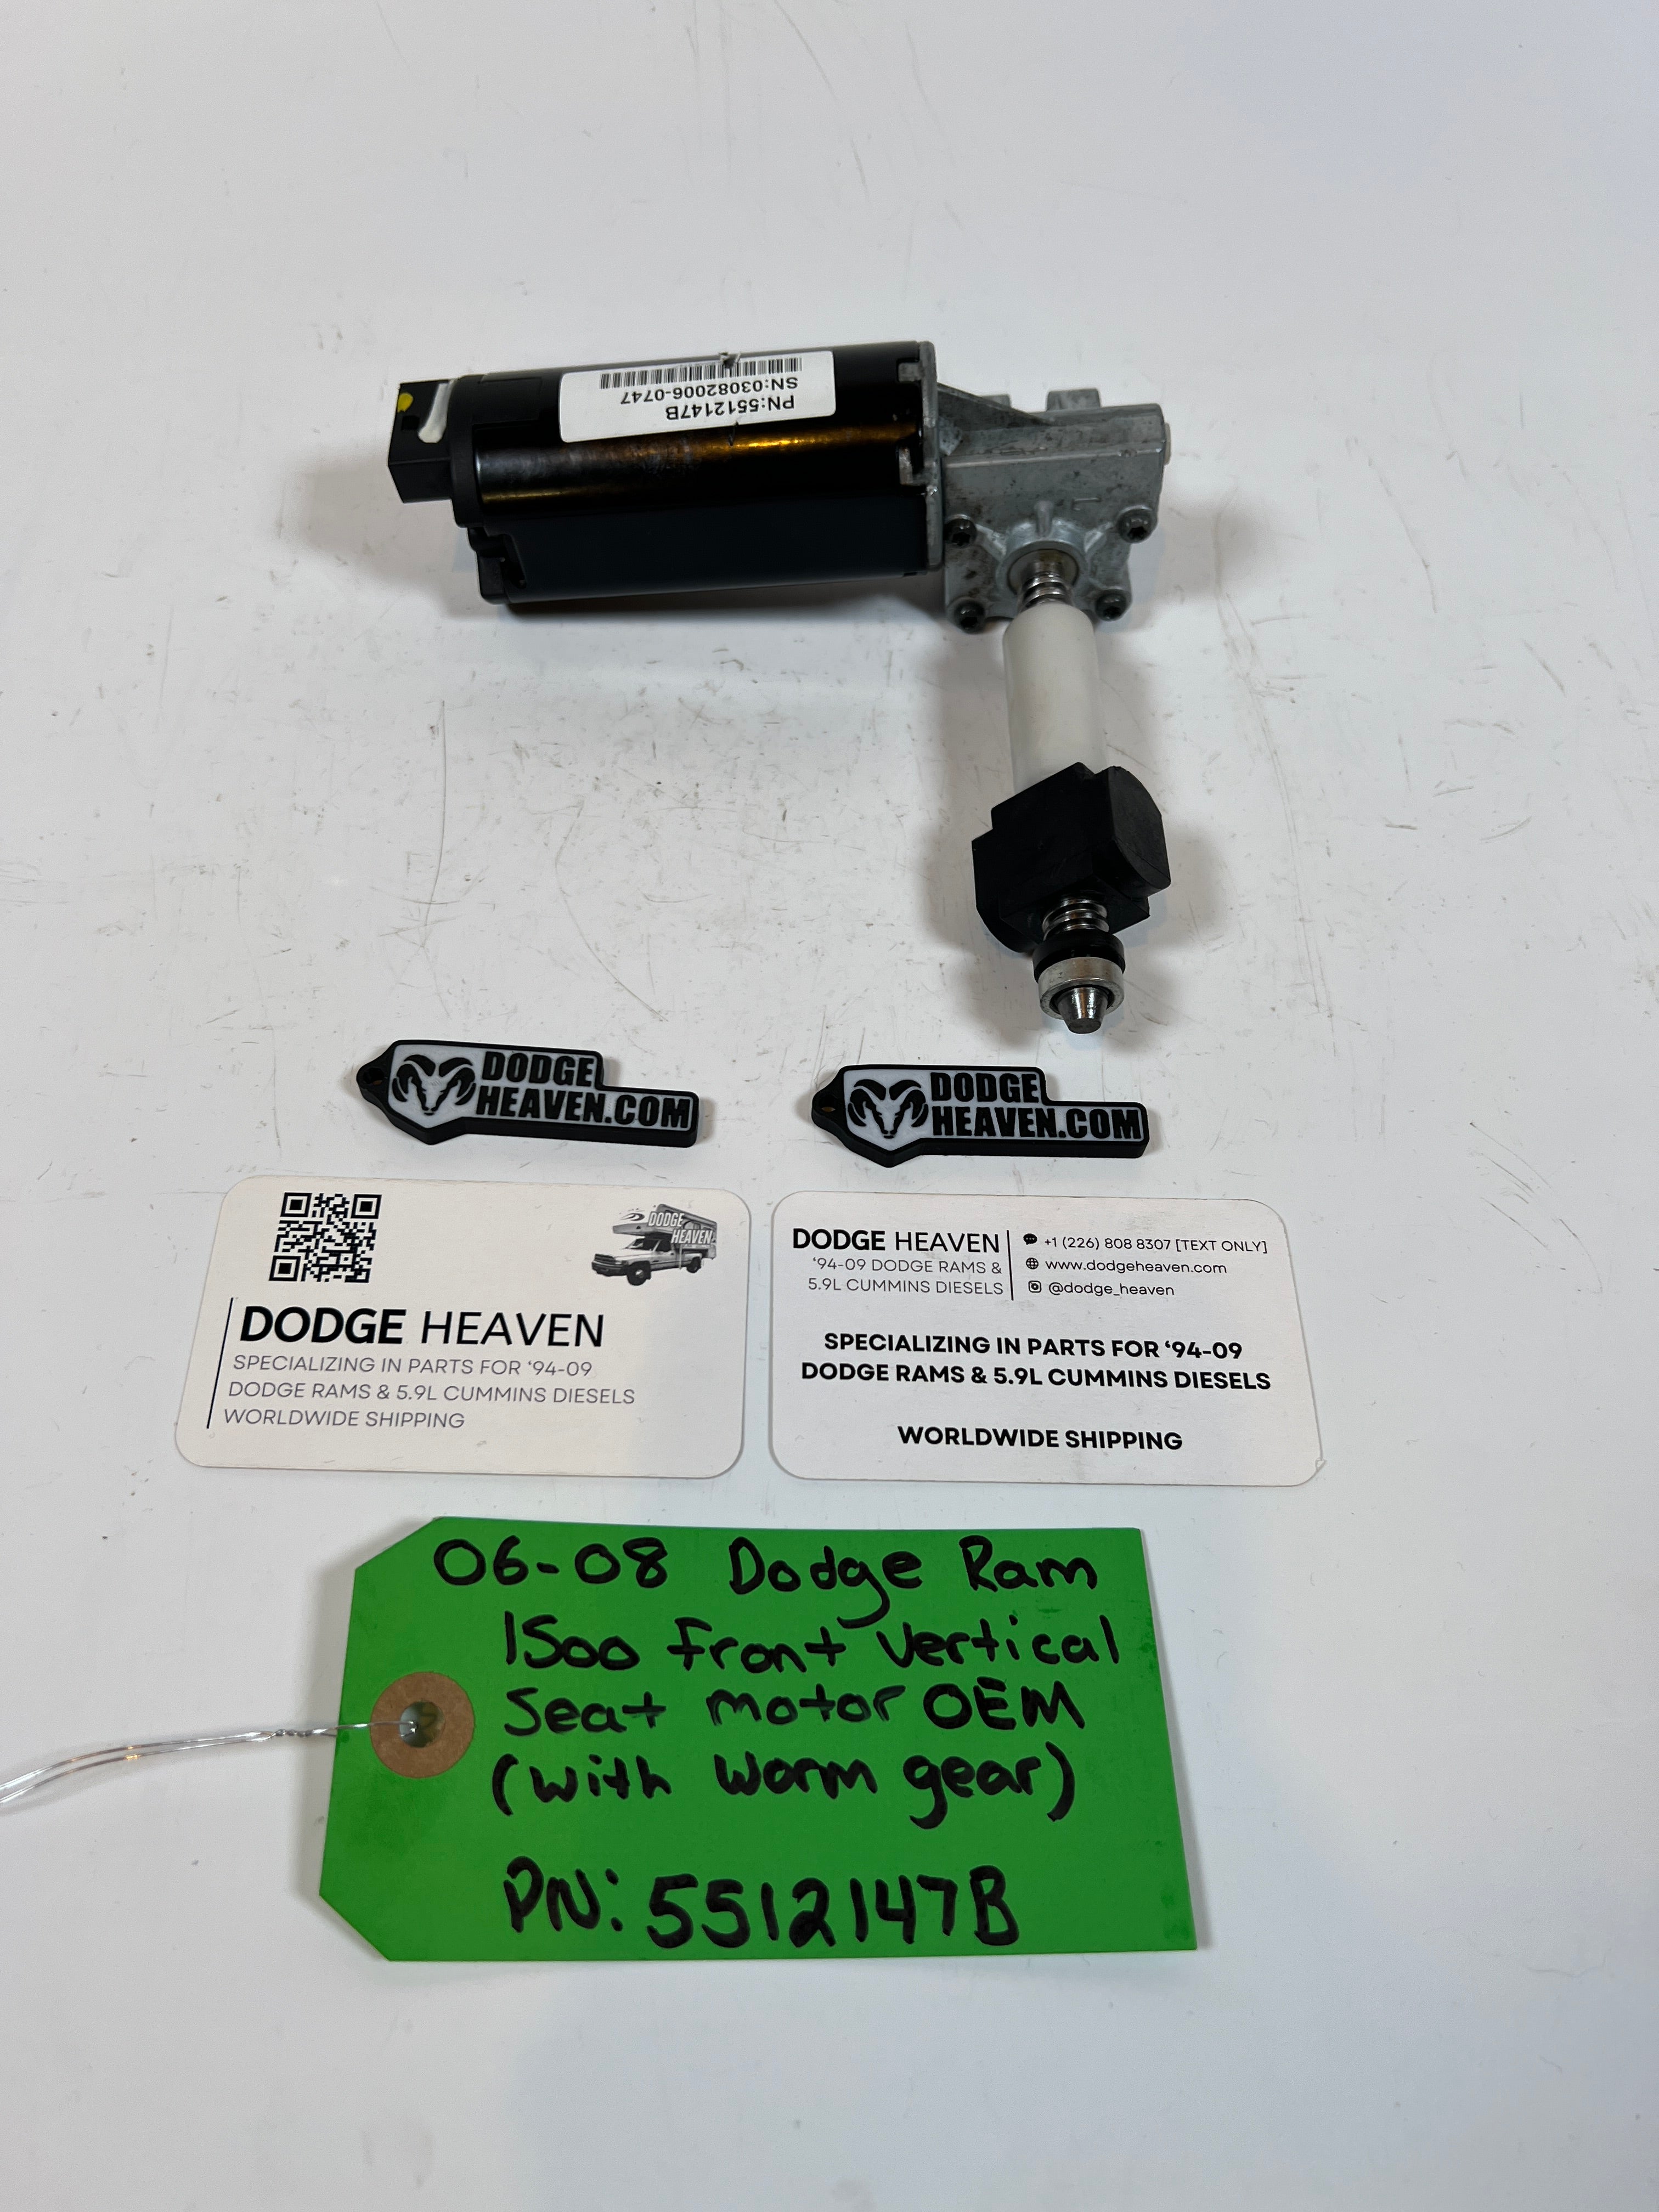 PN:5512147B
SN:03082006-0747
DODGE
HEAVEN.COM
DODGE
HEAVEN.COM
DODGE
HEAVEN
DODGE HEAVEN
SPECIALIZING IN PARTS FOR ‘94-09
DODGE RAMS & 5.9L CUMMINS DIESELS
WORLDWIDE SHIPPING
DODGE HEAVEN
‘94-09 DODGE RAMS &
5.9L CUMMINS DIESELS
+1 (226) 808 8307 [TEXT ONLY]
www.dodgeheaven.com
@dodge_heaven
SPECIALIZING IN PARTS FOR ‘94-09
DODGE RAMS & 5.9L CUMMINS DIESELS
WORLDWIDE SHIPPING
06-08 Dodge Ram
1500 front vertical
Seat motor OEM
(with worm gear)
PN: 5512147B